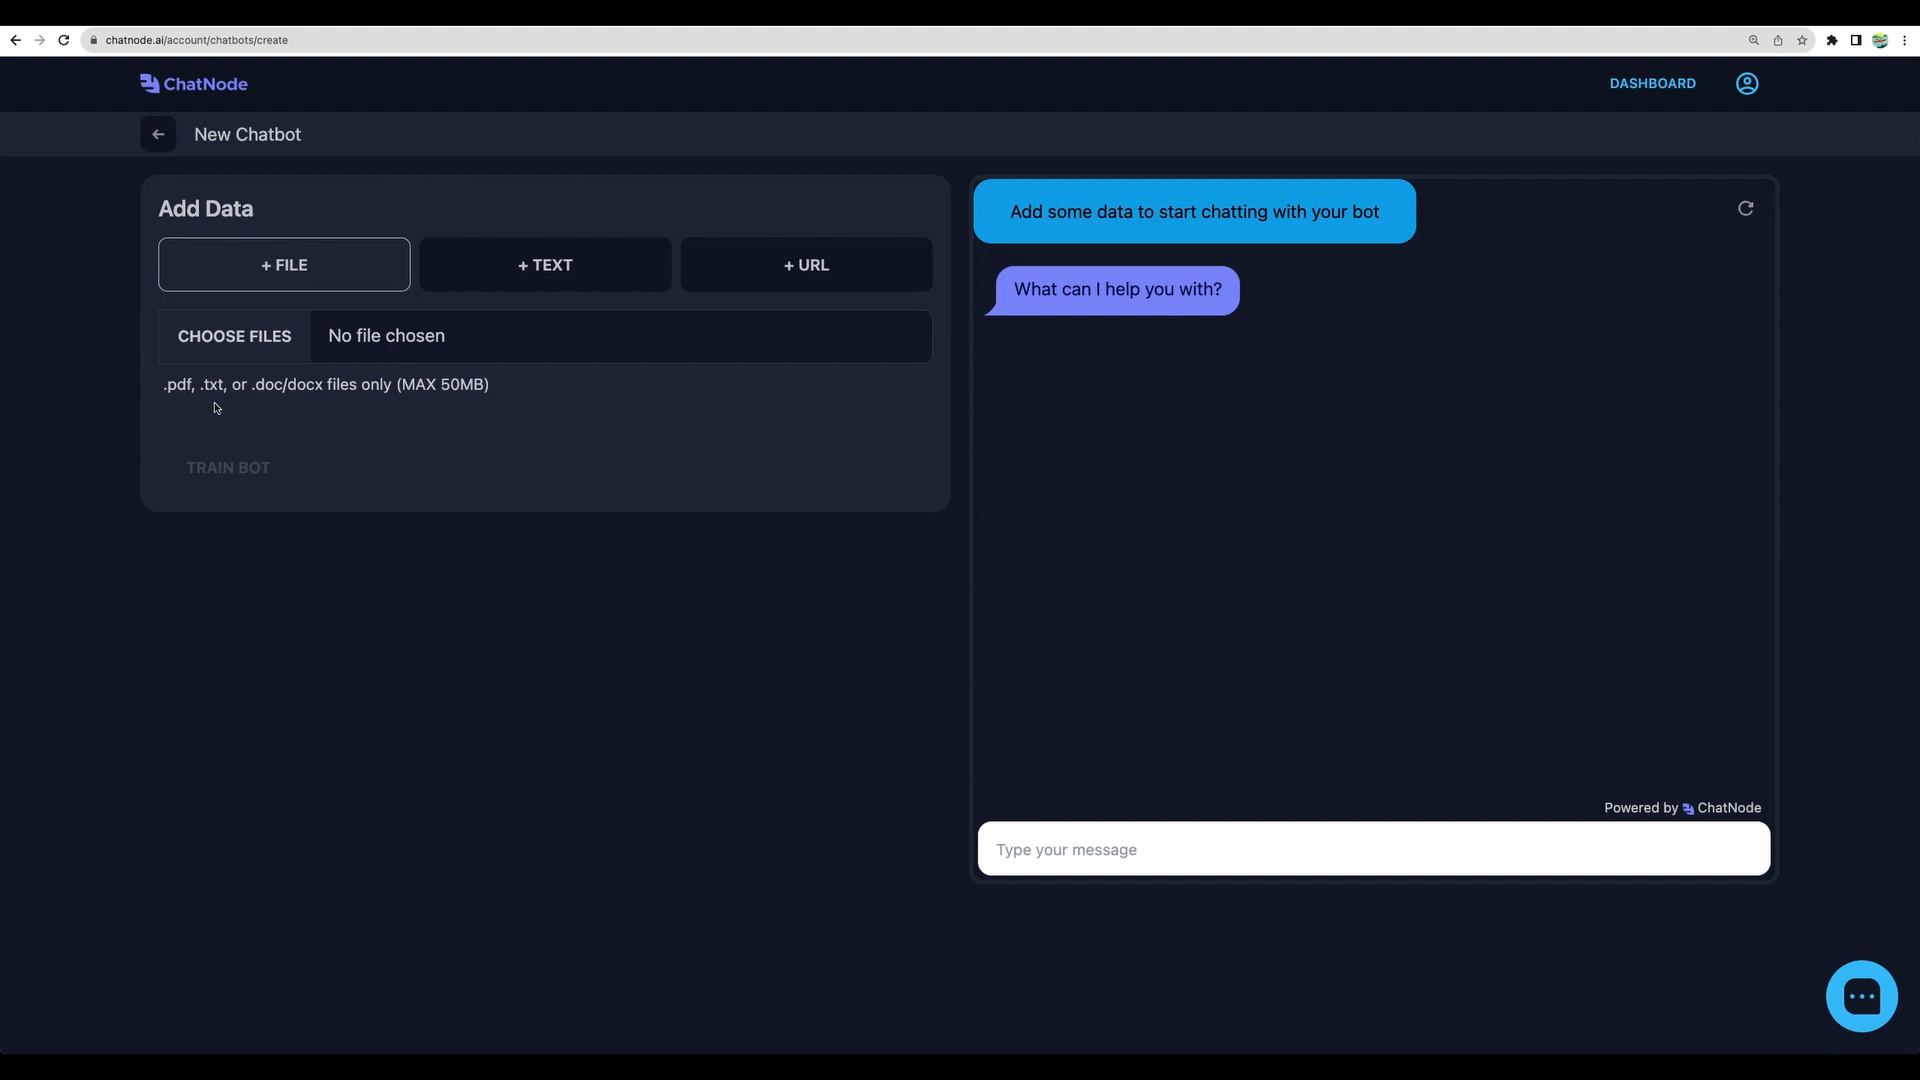 chatnode.ai/account/chatbots/create
ChatNode
DASHBOARD
New Chatbot
Add Data
+ FILE
+ TEXT
+ URL
CHOOSE FILES
No file chosen
.pdf, .txt, or .doc/docx files only (MAX 50MB)
TRAIN BOT
Add some data to start chatting with your bot
What can I help you with?
Powered by ChatNode
Type your message